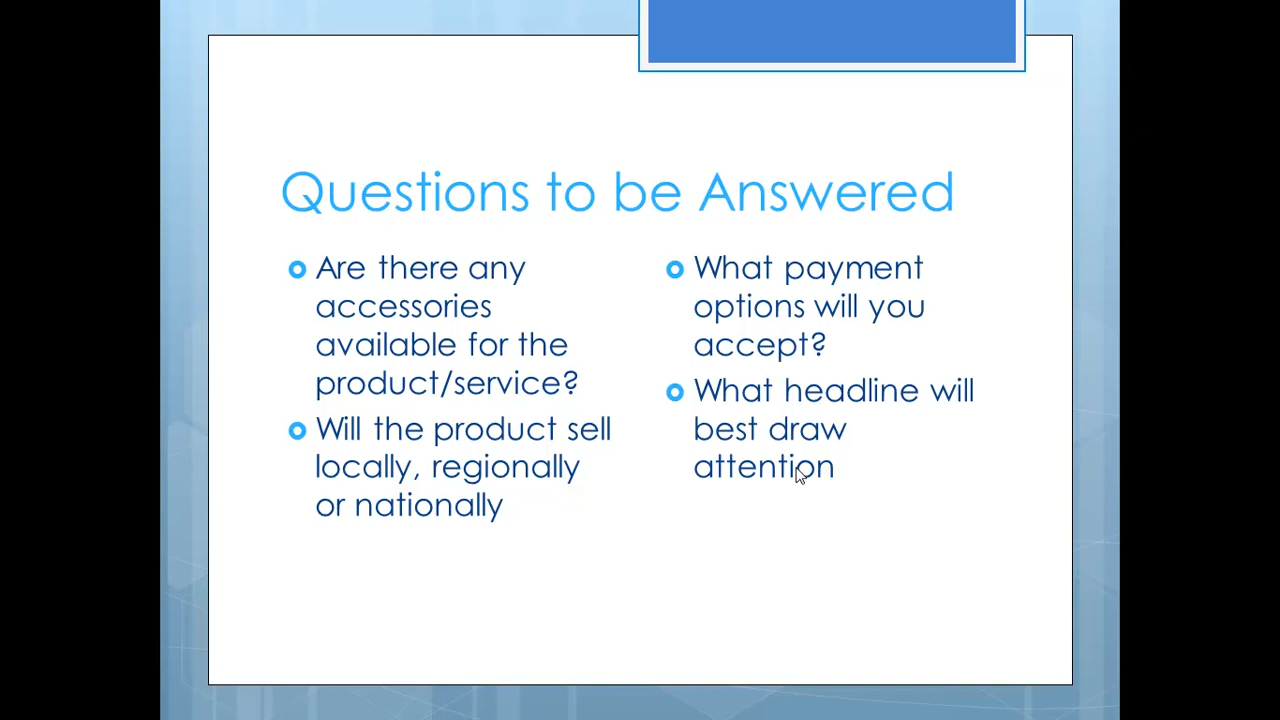 Questions to be Answered
Are there any
accessories
available for the
product/service?
Will the product sell
locally, regionally
or nationally
What payment
options will you
accept?
What headline will
best draw
attention